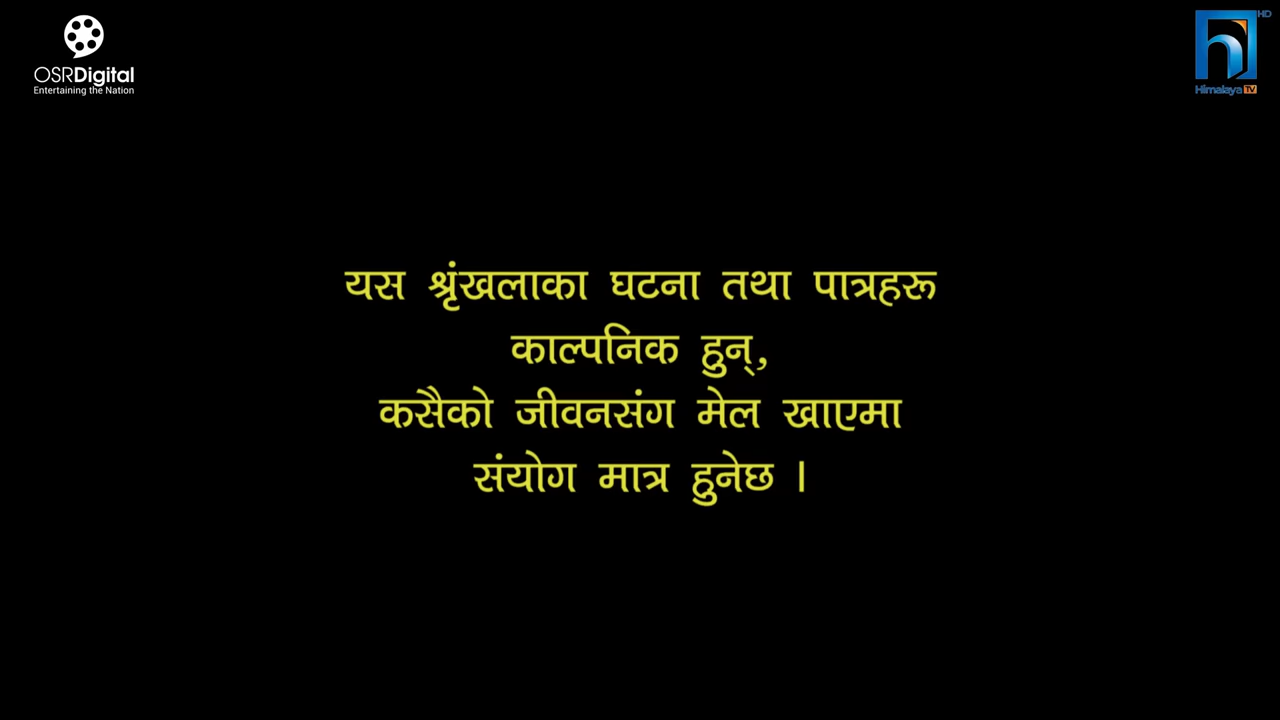 OSRDigital
Entertaining the Nation
HD
Himalaya TV
यस श्रृंखलाका घटना तथा पात्रहरू
काल्पनिक हुन्,
कसैको जीवनसंग मेल खाएमा
संयोग मात्र हुनेछ ।